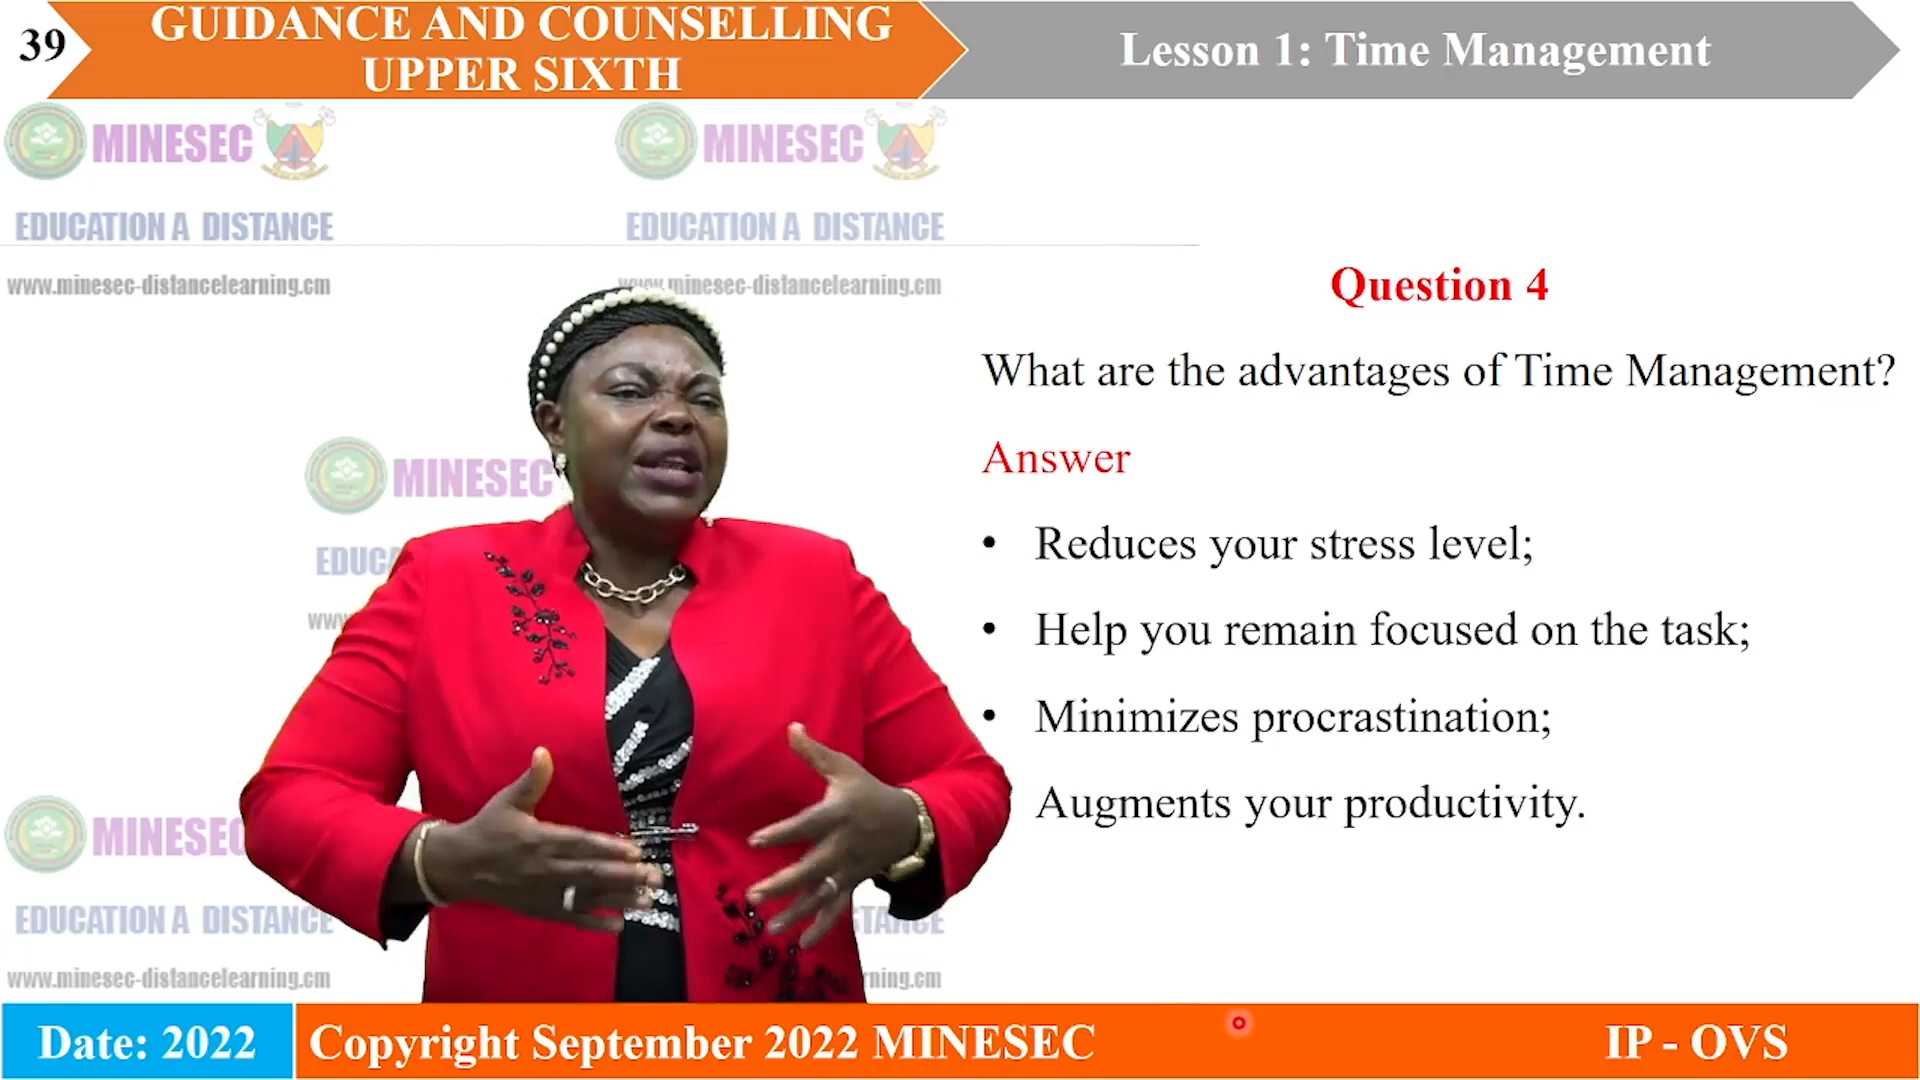 39
GUIDANCE AND COUNSELLING
UPPER SIXTH
Lesson 1: Time Management
MINESEC
MINESEC
EDUCATION A DISTANCE
EDUCATION A DISTANCE
www.minesec-distancelearning.cm
www.minesec-distancelearning.cm
Question 4
What are the advantages of Time Management?
Answer
MINESEC
• Reduces your stress level;
• Help you remain focused on the task;
• Minimizes procrastination;
Augments your productivity.
MINESEC
EDUCATION A DISTANCE
www.minesec-distancelearning.cm
Date: 2022
Copyright September 2022 MINESEC
IP - OVS